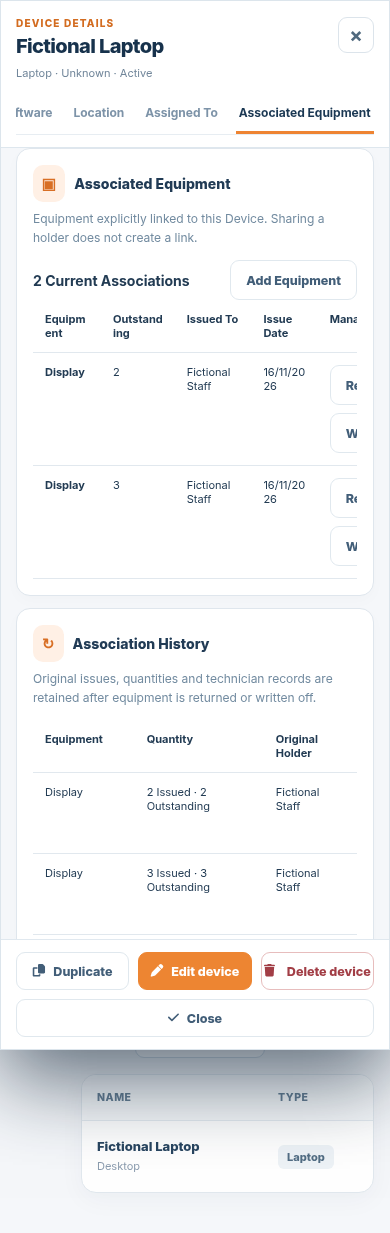 DEVICE DETAILS
Fictional Laptop
Laptop · Unknown · Active
ftware Location Assigned To Associated Equipment
Associated Equipment
Equipment explicitly linked to this Device. Sharing a
holder does not create a link.
2 Current Associations
Add Equipment
Equipm Outstand Issued To Issue Mana
ent ing Date
Display 2 Fictional 16/11/20 Re
Staff 26
W
Display 3 Fictional 16/11/20 Re
Staff 26
W
Association History
Original issues, quantities and technician records are
retained after equipment is returned or written off.
Equipment Quantity Original
Holder
Display 2 Issued · 2 Fictional
Outstanding Staff
Display 3 Issued · 3 Fictional
Outstanding Staff
Duplicate Edit device Delete device
Close
NAME TYPE
Fictional Laptop
Desktop
Laptop